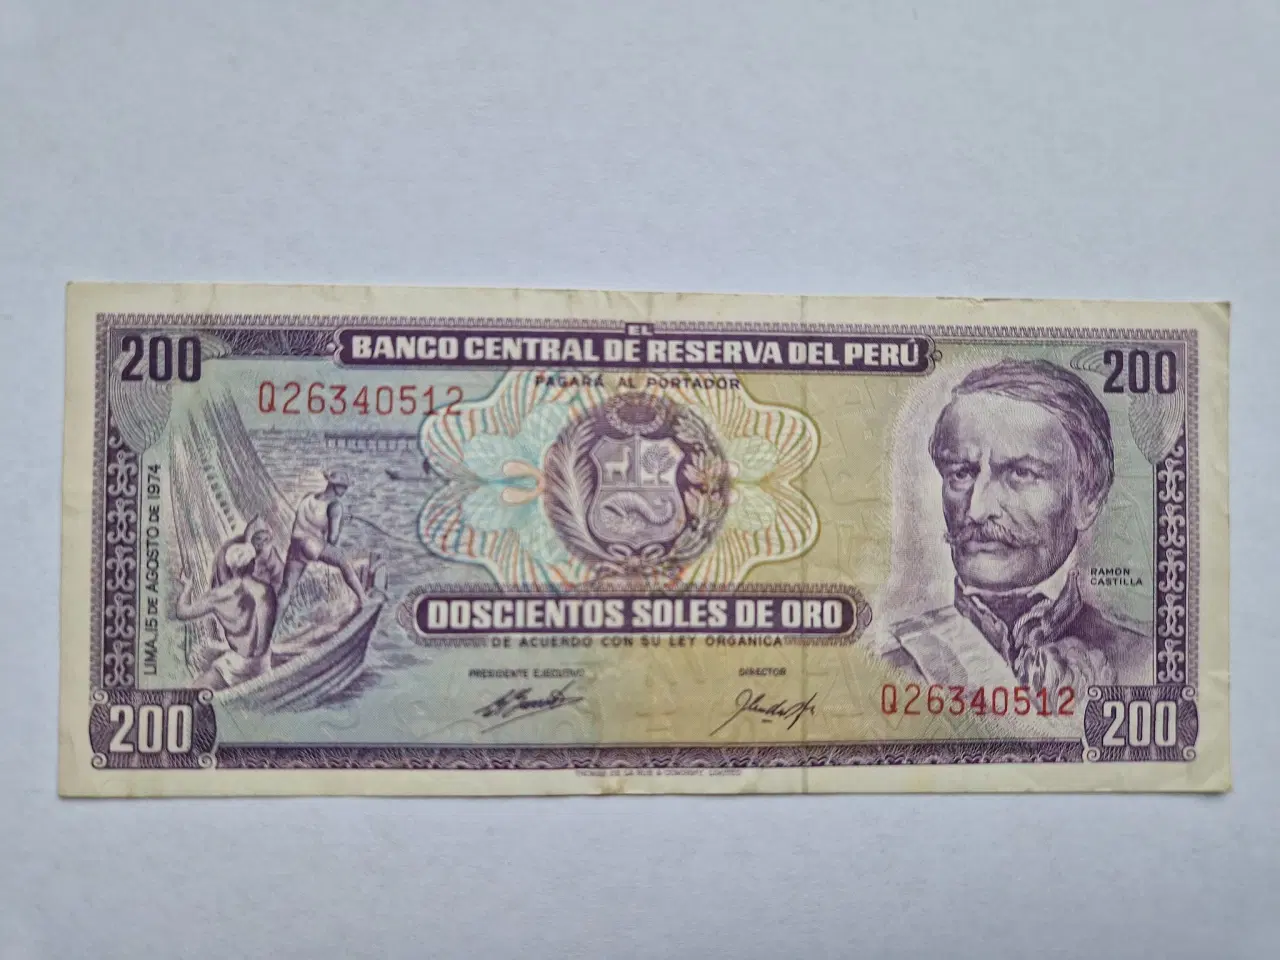 EL
BANCO CENTRAL DE RESERVA DEL PERÚ
PAGARÁ AL PORTADOR
200
200
Q26340512
LIMA, 15 DE AGOSTO DE 1974
RAMON
CASTILLA
DOSCIENTOS SOLES DE ORO
DE ACUERDO CON SU LEY ORGANICA
PRESIDENTE EJECUTIVO
DIRECTOR
Q26340512
200
200
THOMAS DE LA RUE & COMPANY, LIMITED